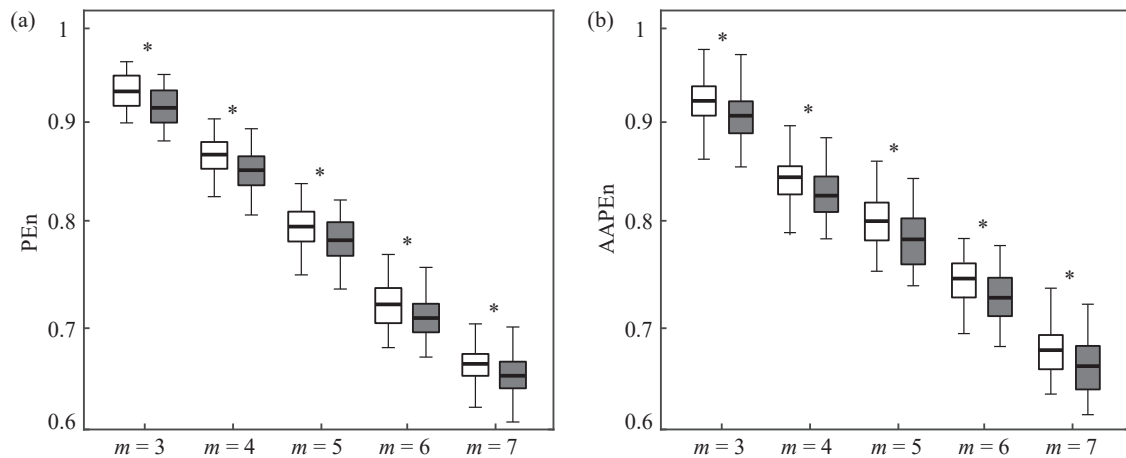 (a)
1
0.9
0.8
0.7
0.6
PEn
* * * * *
m = 3 m = 4 m = 5 m = 6 m = 7
(b)
1
0.9
0.8
0.7
0.6
AAPEn
* * * * *
m = 3 m = 4 m = 5 m = 6 m = 7